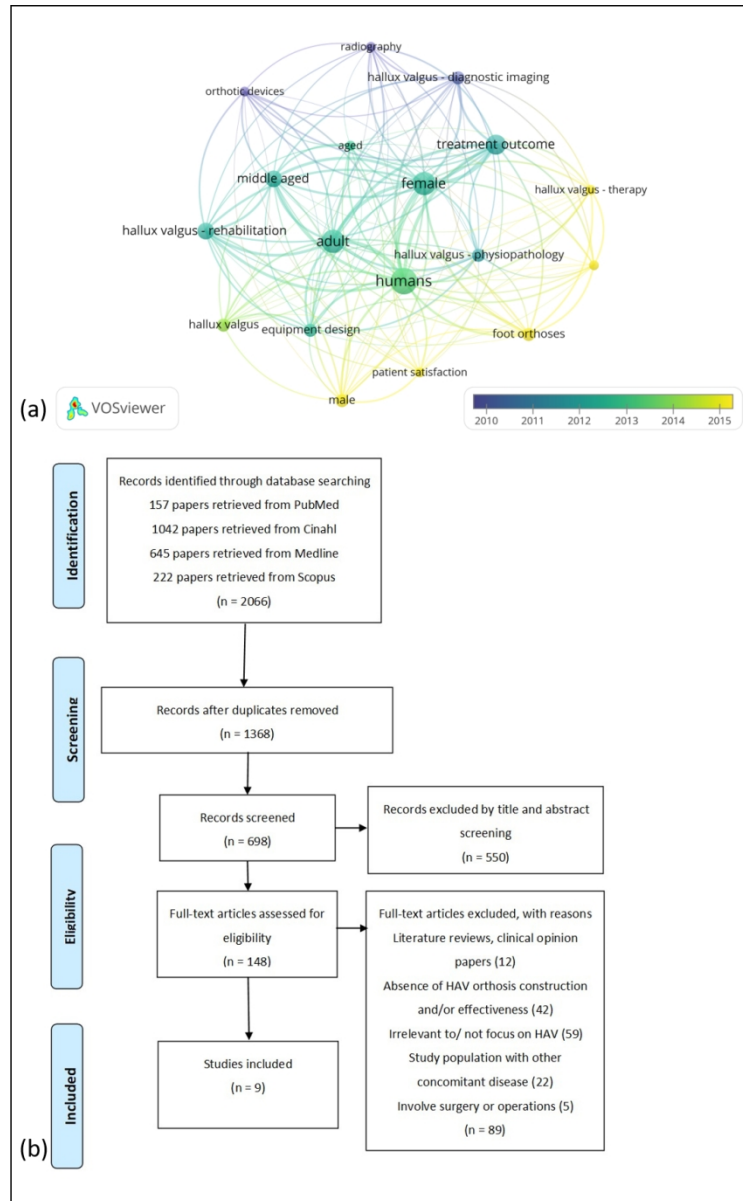 radiography
hallux valgus - diagnostic imaging
orthotic devices
aged
treatment outcome
middle aged
female
hallux valgus - therapy
hallux valgus - rehabilitation
adult
hallux valgus - physiopathology
humans
hallux valgus
equipment design
foot orthoses
patient satisfaction
male
(a)
VOSviewer
2010 2011 2012 2013 2014 2015
Identification
Records identified through database searching
157 papers retrieved from PubMed
1042 papers retrieved from Cinahl
645 papers retrieved from Medline
222 papers retrieved from Scopus
(n = 2066)
Screening
Records after duplicates removed
(n = 1368)
Records screened
(n = 698)
Records excluded by title and abstract
screening
(n = 550)
Eligibility
Full-text articles assessed for
eligibility
(n = 148)
Full-text articles excluded, with reasons
Literature reviews, clinical opinion
papers (12)
Absence of HAV orthosis construction
and/or effectiveness (42)
Irrelevant to/ not focus on HAV (59)
Study population with other
concomitant disease (22)
Involve surgery or operations (5)
(n = 89)
Included
Studies included
(n = 9)
(b)